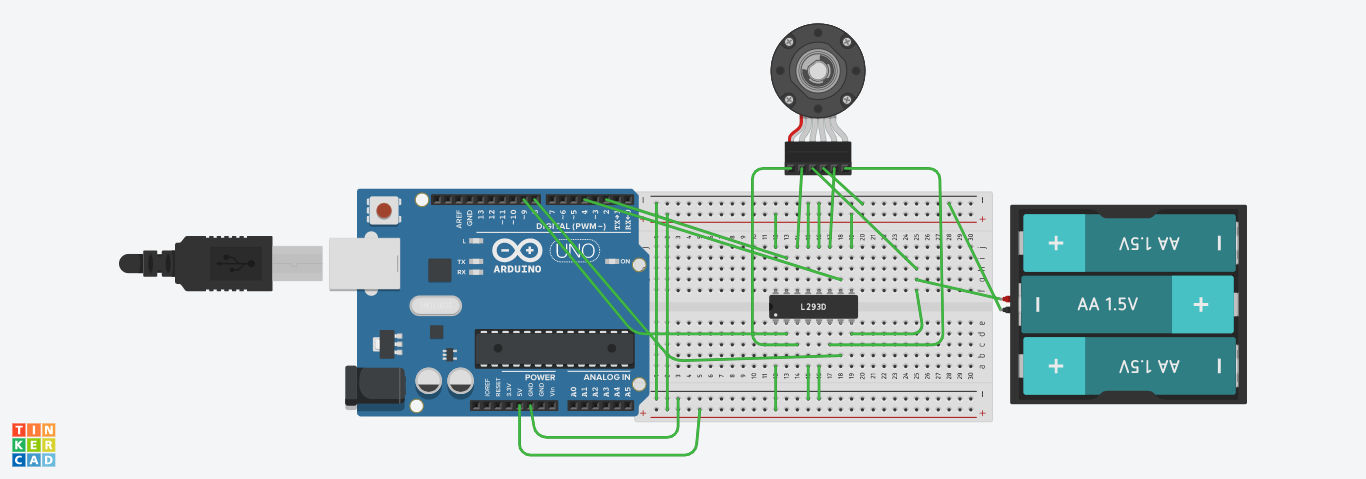 AREF
GND
13
12
~11
~10
~9
8
7
~6
~5
4
~3
2
TX→1
RX←0
DIGITAL (PWM~)
L
TX
RX
ARDUINO
UNO
ON
IOREF
RESET
3.3V
5V
GND
GND
Vin
POWER
ANALOG IN
A0
A1
A2
A3
A4
A5
L293D
AA 1.5V
AA 1.5V
AA 1.5V
TIN
KER
CAD